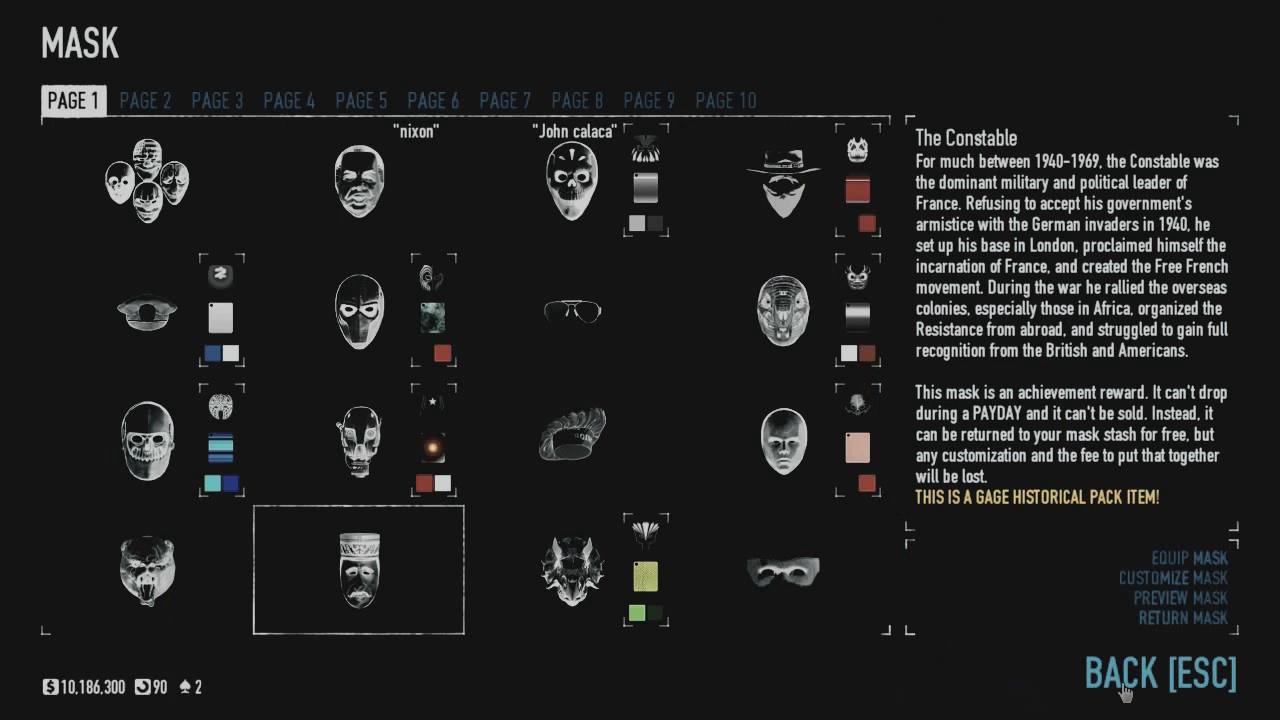 MASK
PAGE 1 PAGE 2 PAGE 3 PAGE 4 PAGE 5 PAGE 6 PAGE 7 PAGE 8 PAGE 9 PAGE 10
"nixon" "John calaca"
The Constable
For much between 1940-1969, the Constable was
the dominant military and political leader of
France. Refusing to accept his government's
armistice with the German invaders in 1940, he
set up his base in London, proclaimed himself the
incarnation of France, and created the Free French
movement. During the war he rallied the overseas
colonies, especially those in Africa, organized the
Resistance from abroad, and struggled to gain full
recognition from the British and Americans.
This mask is an achievement reward. It can't drop
during a PAYDAY and it can't be sold. Instead, it
can be returned to your mask stash for free, but
any customization and the fee to put that together
will be lost.
THIS IS A GAGE HISTORICAL PACK ITEM!
EQUIP MASK
CUSTOMIZE MASK
PREVIEW MASK
RETURN MASK
BACK [ESC]
$ 10,186,300 90 2